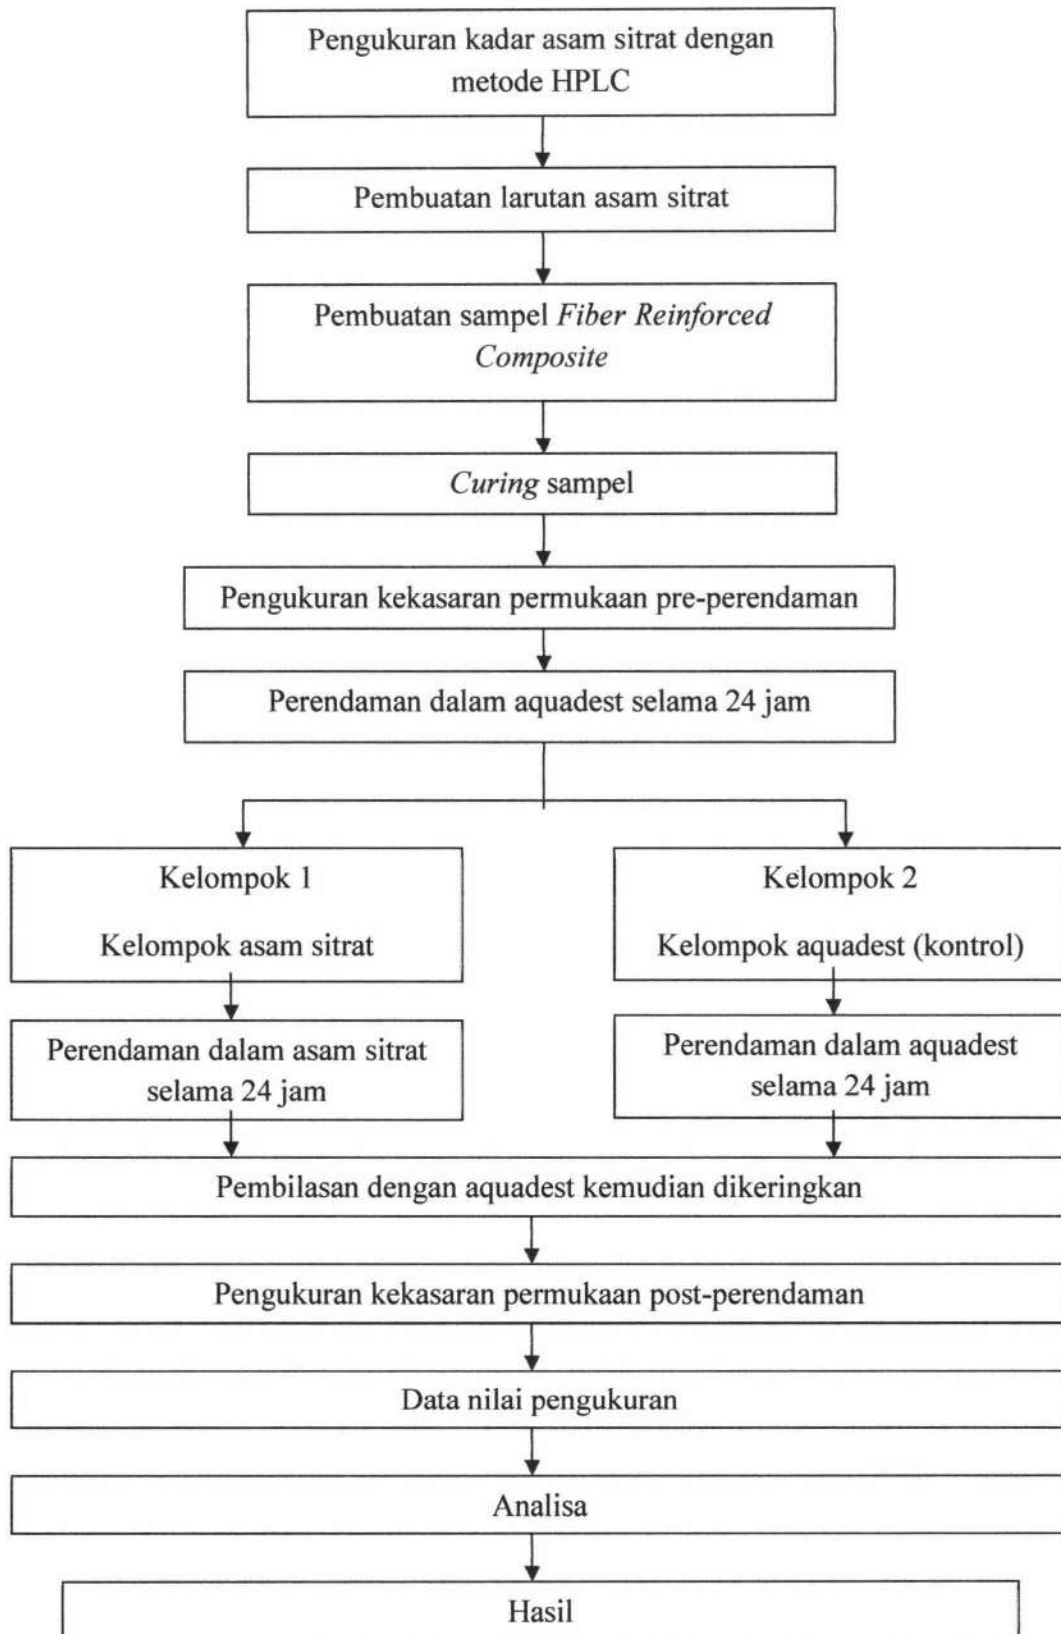 Pengukuran kadar asam sitrat dengan
metode HPLC
Pembuatan larutan asam sitrat
Pembuatan sampel Fiber Reinforced
Composite
Curing sampel
Pengukuran kekasaran permukaan pre-perendaman
Perendaman dalam aquadest selama 24 jam
Kelompok 1
Kelompok asam sitrat
Kelompok 2
Kelompok aquadest (kontrol)
Perendaman dalam asam sitrat
selama 24 jam
Perendaman dalam aquadest
selama 24 jam
Pembilasan dengan aquadest kemudian dikeringkan
Pengukuran kekasaran permukaan post-perendaman
Data nilai pengukuran
Analisa
Hasil